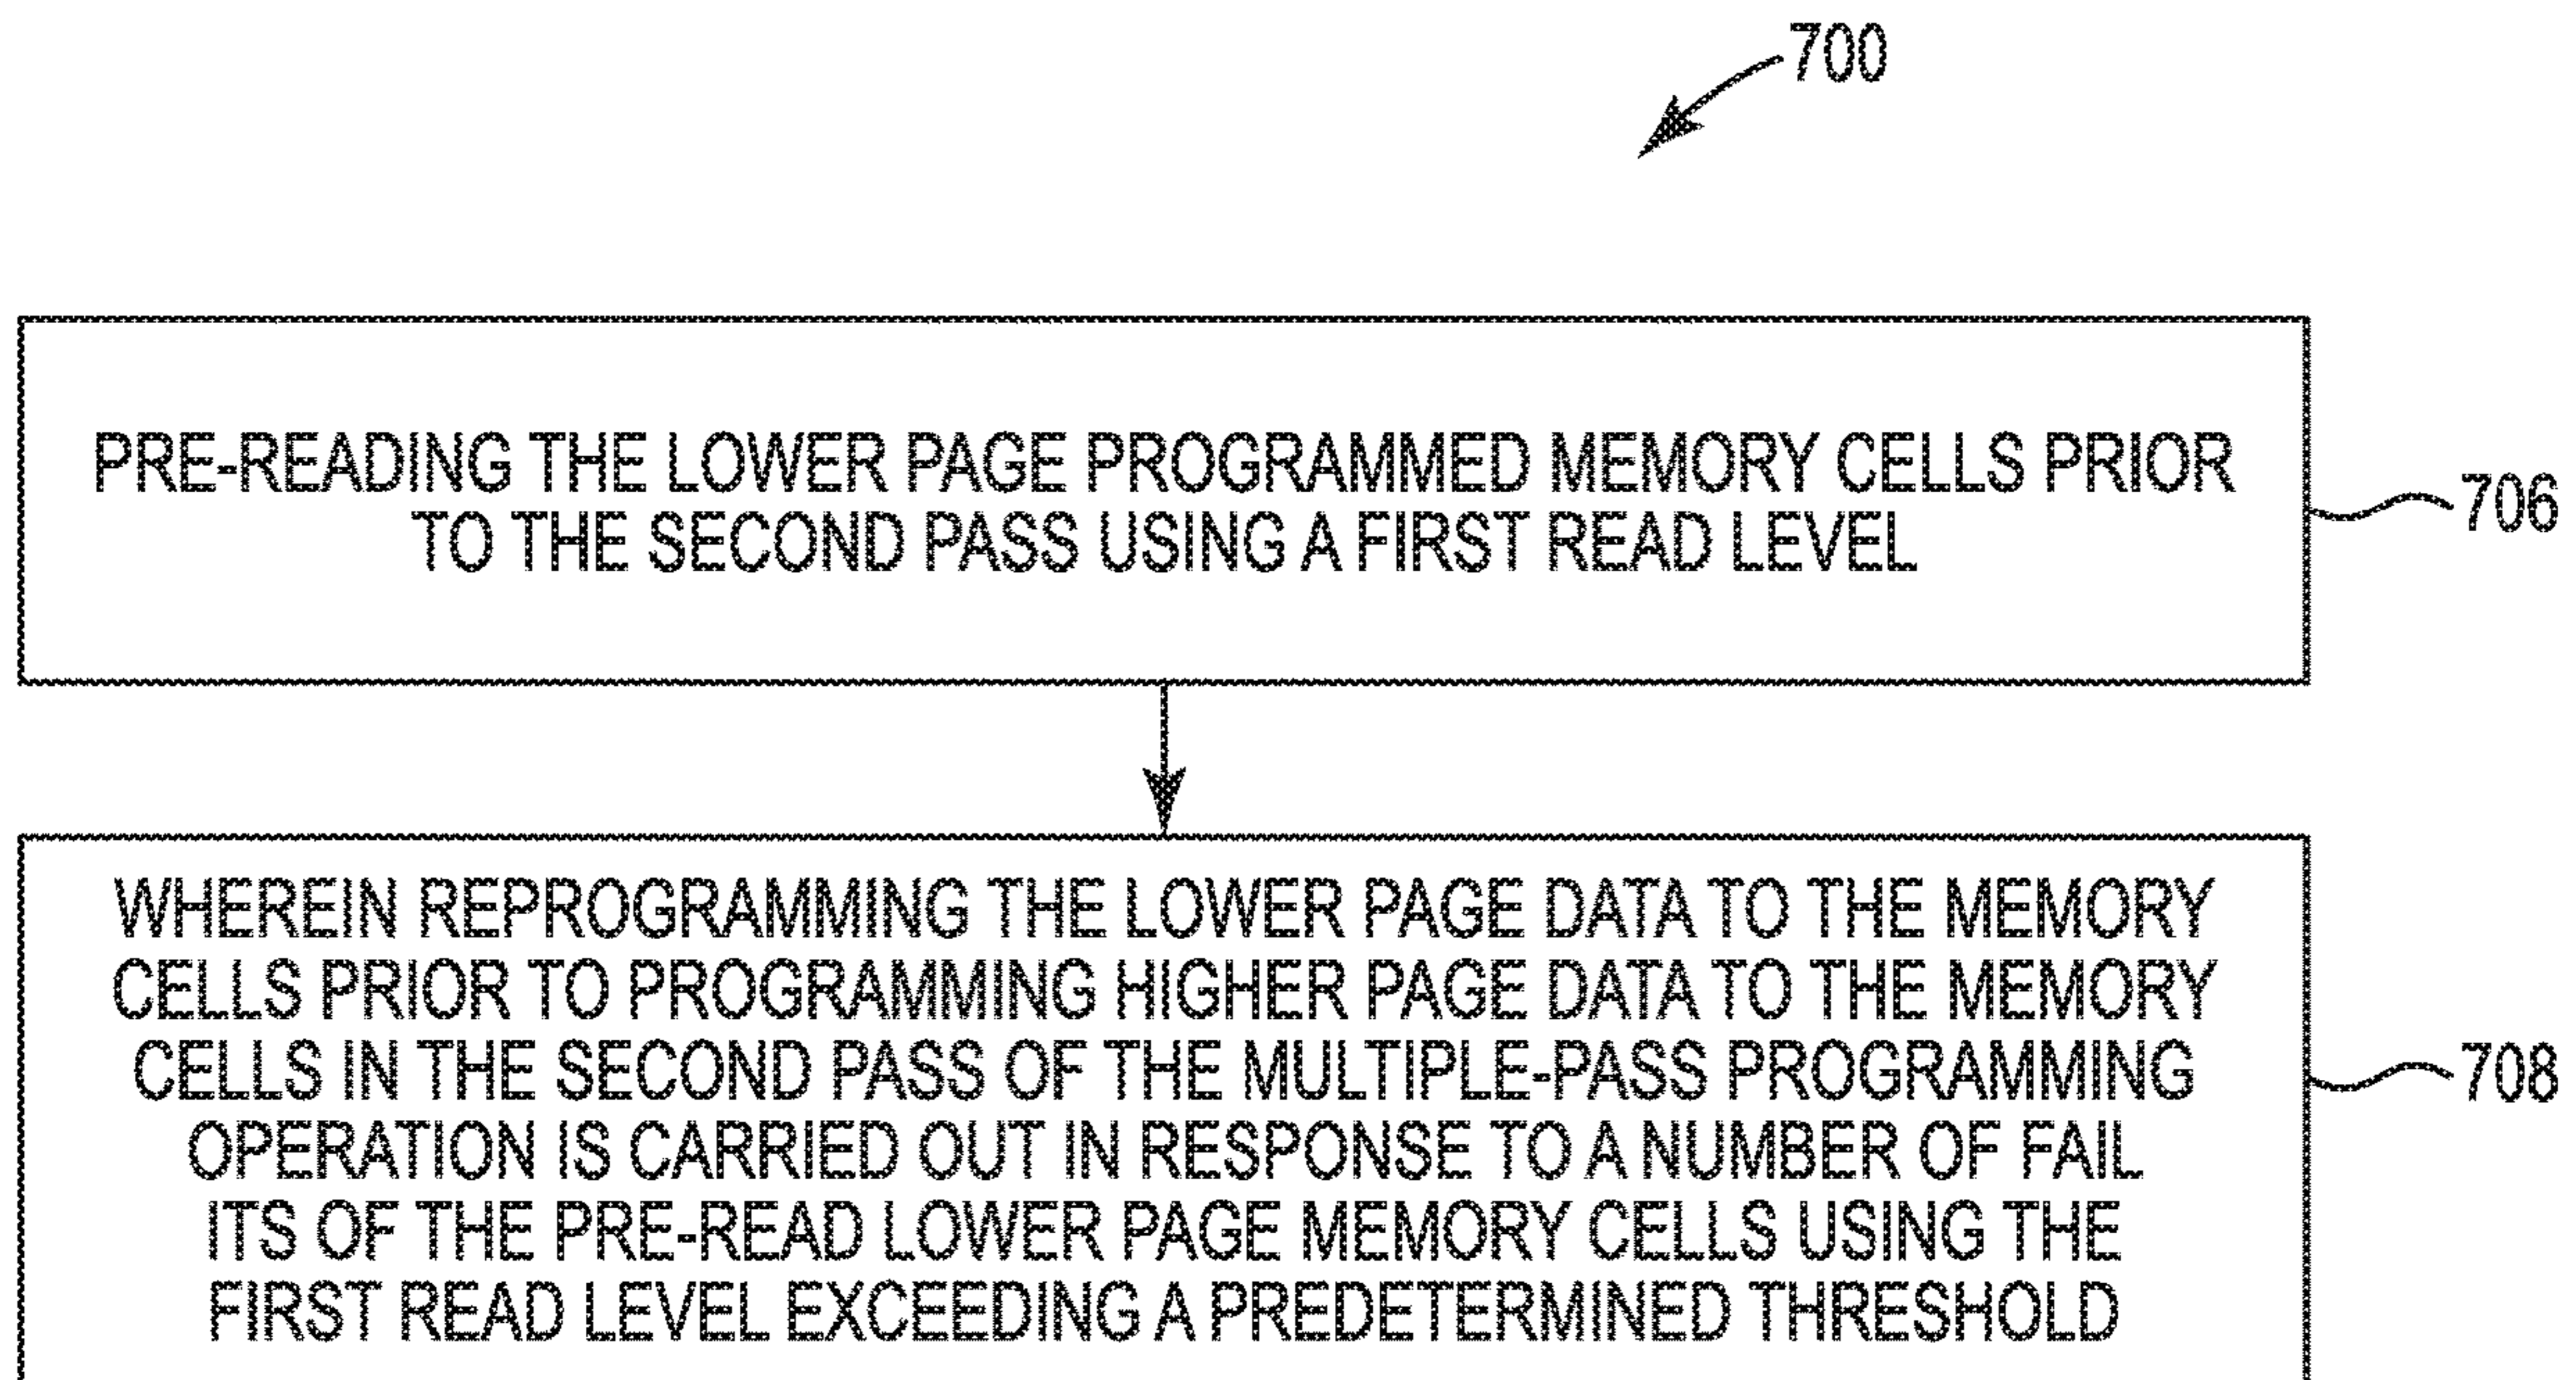 700
PRE-READING THE LOWER PAGE PROGRAMMED MEMORY CELLS PRIOR
TO THE SECOND PASS USING A FIRST READ LEVEL
706
WHEREIN REPROGRAMMING THE LOWER PAGE DATA TO THE MEMORY
CELLS PRIOR TO PROGRAMMING HIGHER PAGE DATA TO THE MEMORY
CELLS IN THE SECOND PASS OF THE MULTIPLE-PASS PROGRAMMING
OPERATION IS CARRIED OUT IN RESPONSE TO A NUMBER OF FAIL
ITS OF THE PRE-READ LOWER PAGE MEMORY CELLS USING THE
FIRST READ LEVEL EXCEEDING A PREDETERMINED THRESHOLD
708